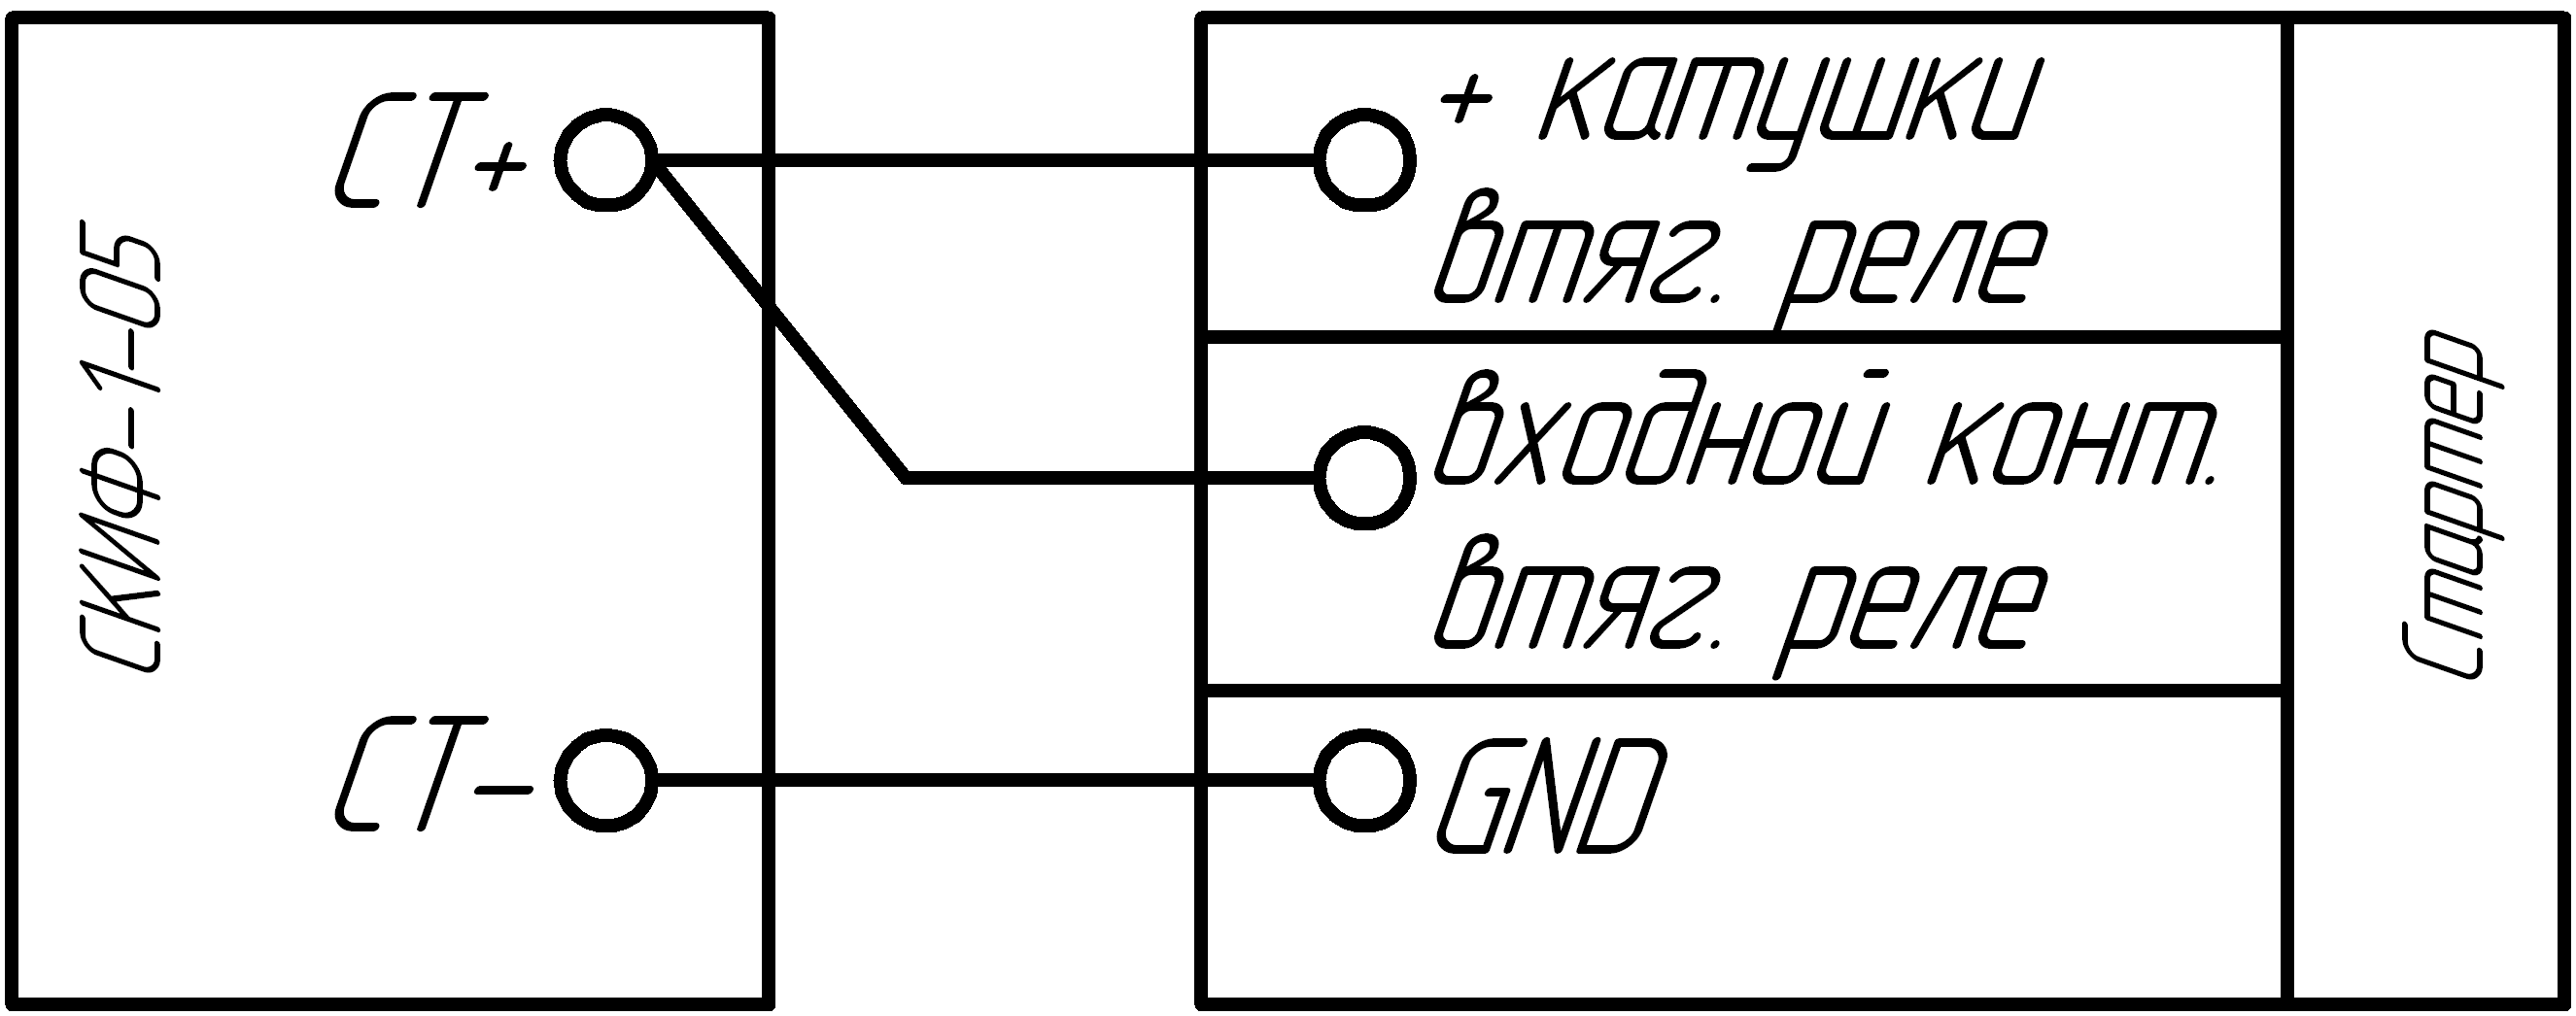 СКИФ-1-05
СТ+
СТ-
+ катушки
втяг. реле
входной конт.
втяг. реле
GND
Стартер